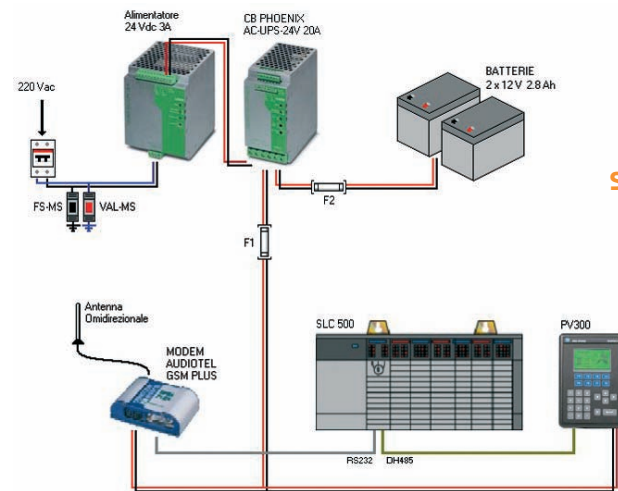 Alimentatore
24 Vdc 3A
CB PHOENIX
AC-UPS-24V 20A
220 Vac
BATTERIE
2 x 12 V 2.8 Ah
FS-MS
VAL-MS
F2
F1
S
Antenna
Omidirezionale
SLC 500
PV300
MODEM
AUDIOTEL
GSM PLUS
RS232
DH485